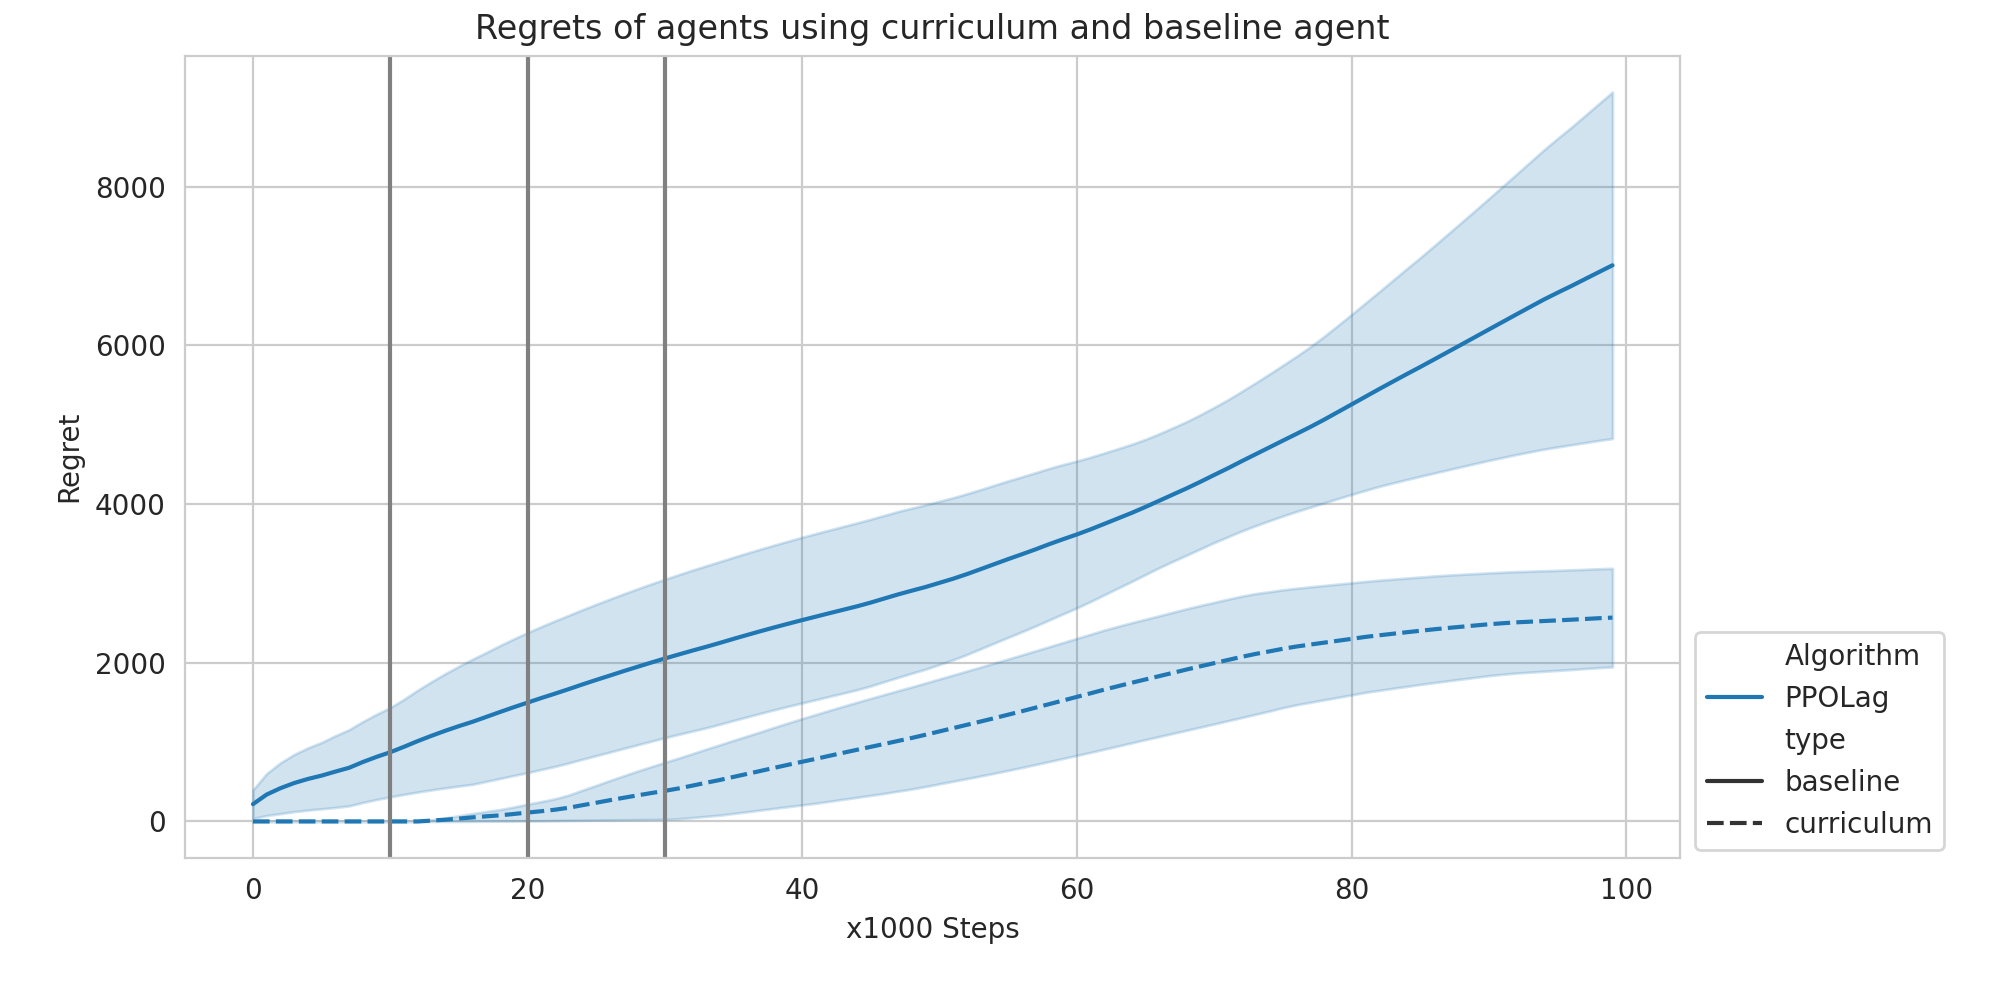 Regrets of agents using curriculum and baseline agent
8000
6000
4000
2000
0
Regret
0 20 40 60 80 100
x1000 Steps
Algorithm
PPOLag
type
baseline
curriculum